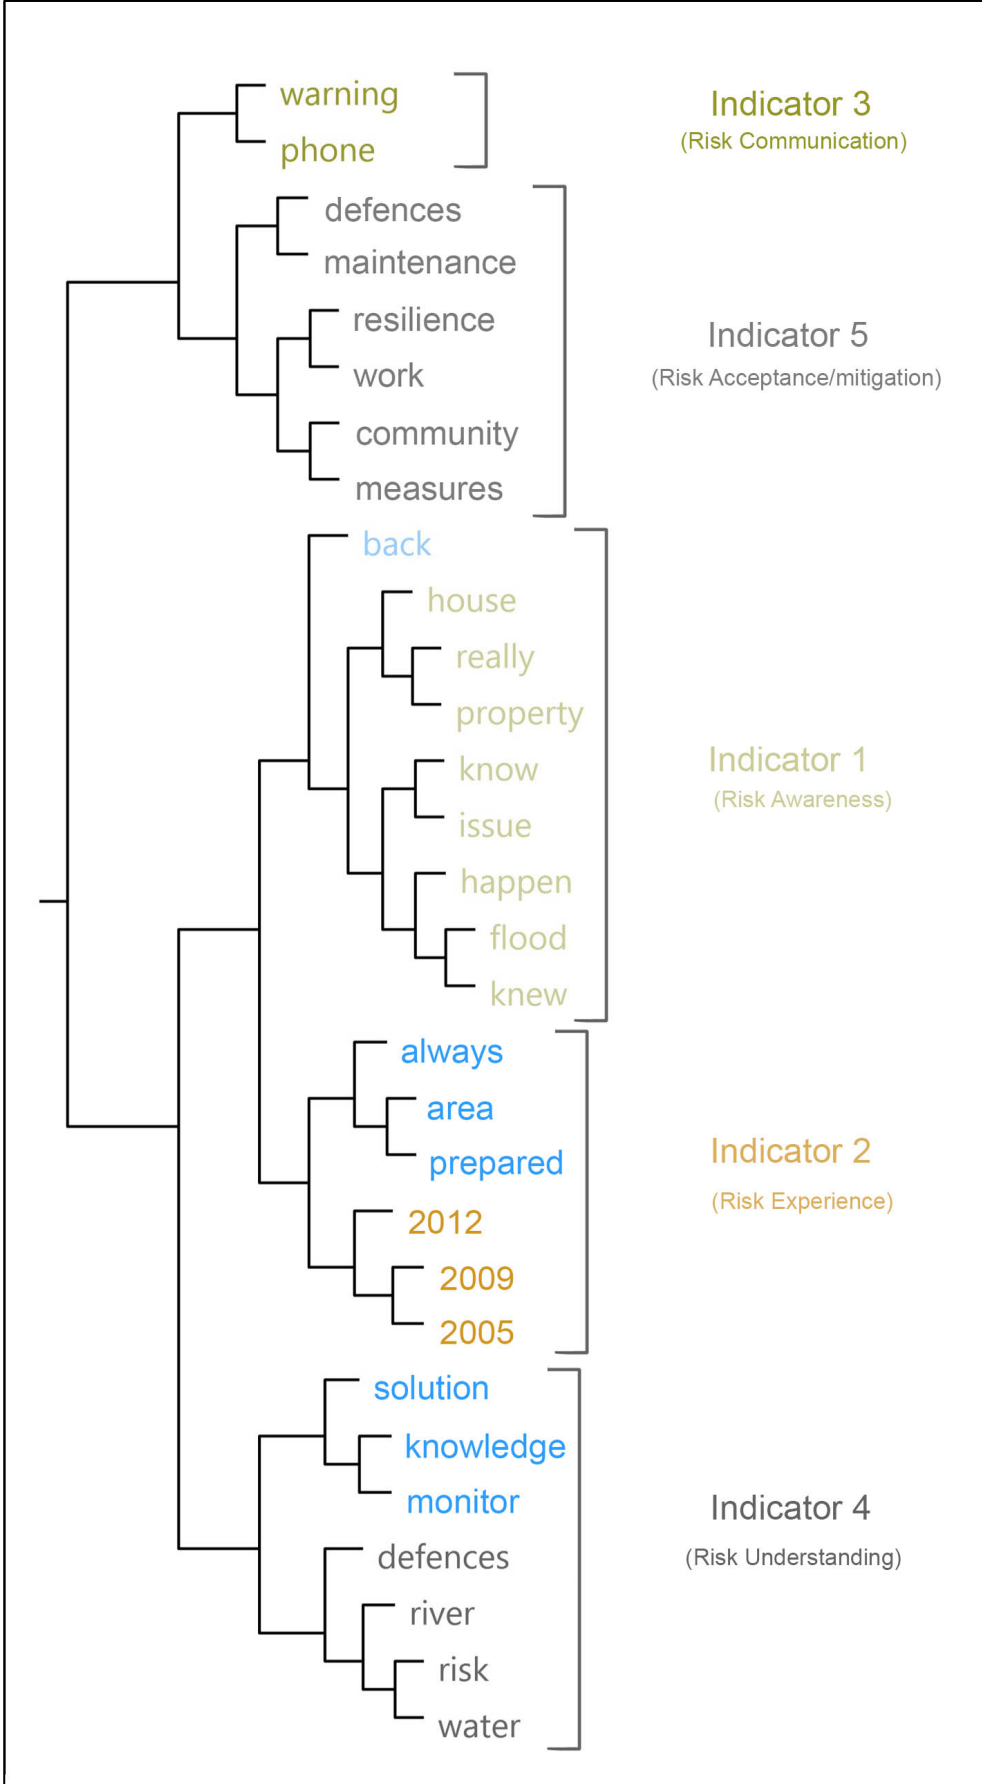 warning
phone
Indicator 3
(Risk Communication)
defences
maintenance
resilience
work
community
measures
Indicator 5
(Risk Acceptance/mitigation)
back
house
really
property
know
issue
happen
flood
knew
Indicator 1
(Risk Awareness)
always
area
prepared
2012
2009
2005
Indicator 2
(Risk Experience)
solution
knowledge
monitor
defences
river
risk
water
Indicator 4
(Risk Understanding)